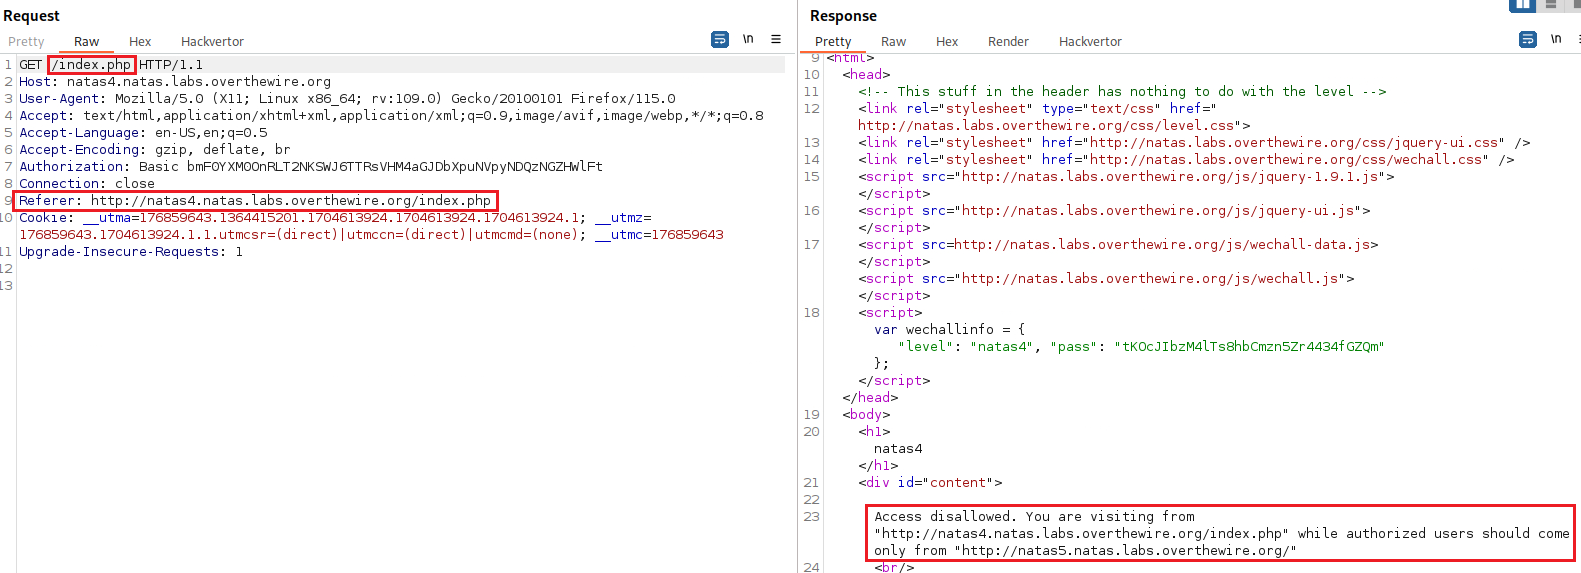 Request
Pretty Raw Hex Hackvertor
\n
1 GET /index.php HTTP/1.1
2 Host: natas4.natas.labs.overthewire.org
3 User-Agent: Mozilla/5.0 (X11; Linux x86_64; rv:109.0) Gecko/20100101 Firefox/115.0
4 Accept: text/html,application/xhtml+xml,application/xml;q=0.9,image/avif,image/webp,*/*;q=0.8
5 Accept-Language: en-US,en;q=0.5
6 Accept-Encoding: gzip, deflate, br
7 Authorization: Basic bmF0YXM0OnRLT2NKSWJ6TTRsVHM4aGJDbXpuNVpyNDQzNGZHWlFt
8 Connection: close
9 Referer: http://natas4.natas.labs.overthewire.org/index.php
10 Cookie: __utma=176859643.1364415201.1704613924.1704613924.1704613924.1; __utmz=
176859643.1704613924.1.1.utmcsr=(direct)|utmccn=(direct)|utmcmd=(none); __utmc=176859643
11 Upgrade-Insecure-Requests: 1
12
13
Response
Pretty Raw Hex Render Hackvertor
\n
9 <html>
10 <head>
11 <!-- This stuff in the header has nothing to do with the level -->
12 <link rel="stylesheet" type="text/css" href="
http://natas.labs.overthewire.org/css/level.css">
13 <link rel="stylesheet" href="http://natas.labs.overthewire.org/css/jquery-ui.css" />
14 <link rel="stylesheet" href="http://natas.labs.overthewire.org/css/wechall.css" />
15 <script src="http://natas.labs.overthewire.org/js/jquery-1.9.1.js">
</script>
16 <script src="http://natas.labs.overthewire.org/js/jquery-ui.js">
</script>
17 <script src=http://natas.labs.overthewire.org/js/wechall-data.js>
</script>
<script src="http://natas.labs.overthewire.org/js/wechall.js">
</script>
18 <script>
var wechallinfo = {
"level": "natas4", "pass": "tKOcJIbzM4lTs8hbCmzn5Zr4434fGZQm"
};
</script>
</head>
19 <body>
20 <h1>
natas4
</h1>
21 <div id="content">
22
23 Access disallowed. You are visiting from
"http://natas4.natas.labs.overthewire.org/index.php" while authorized users should come
only from "http://natas5.natas.labs.overthewire.org/"
24 <br/>